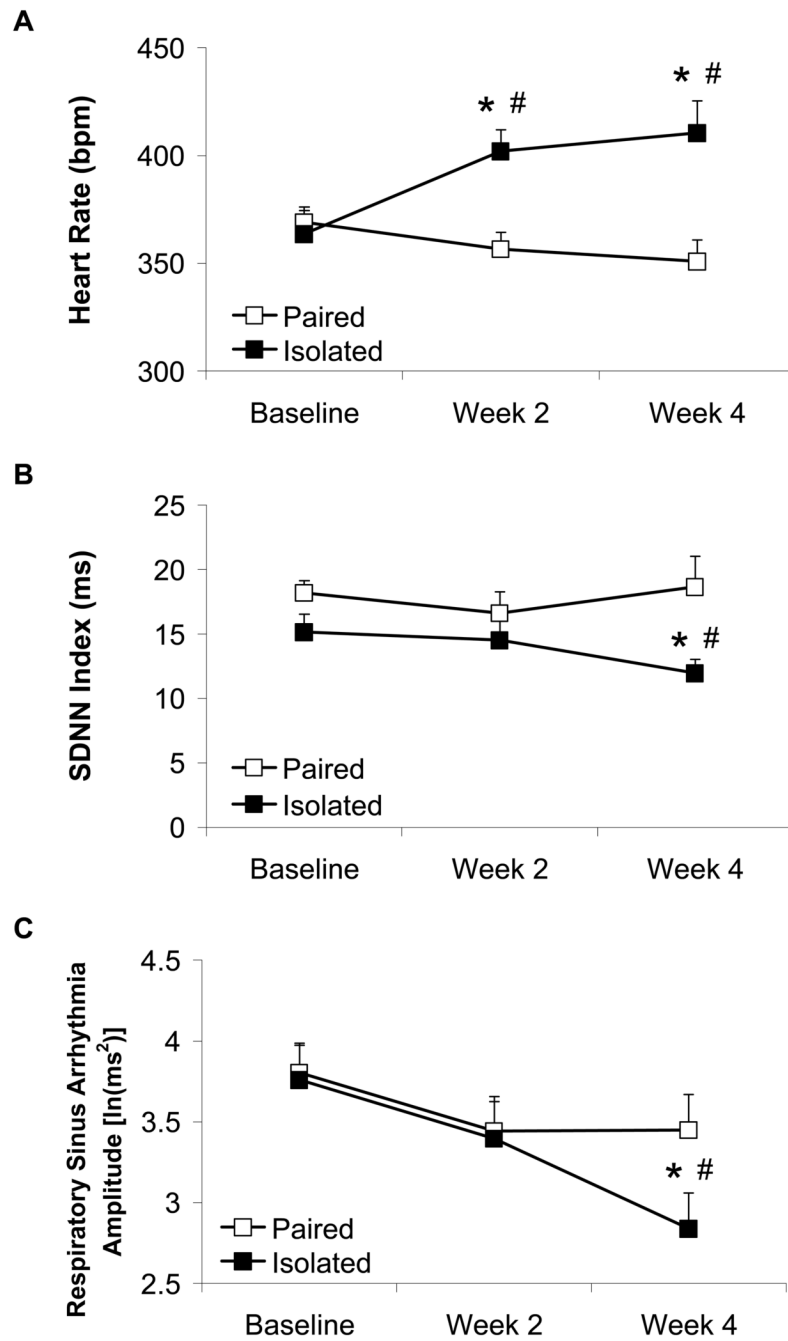 A
Heart Rate (bpm)
450
400
350
300
* #
* #
Paired
Isolated
Baseline
Week 2
Week 4
B
SDNN Index (ms)
25
20
15
10
5
0
* #
Paired
Isolated
Baseline
Week 2
Week 4
C
Respiratory Sinus Arrhythmia
Amplitude [ln(ms²)]
4.5
4
3.5
3
2.5
* #
Paired
Isolated
Baseline
Week 2
Week 4